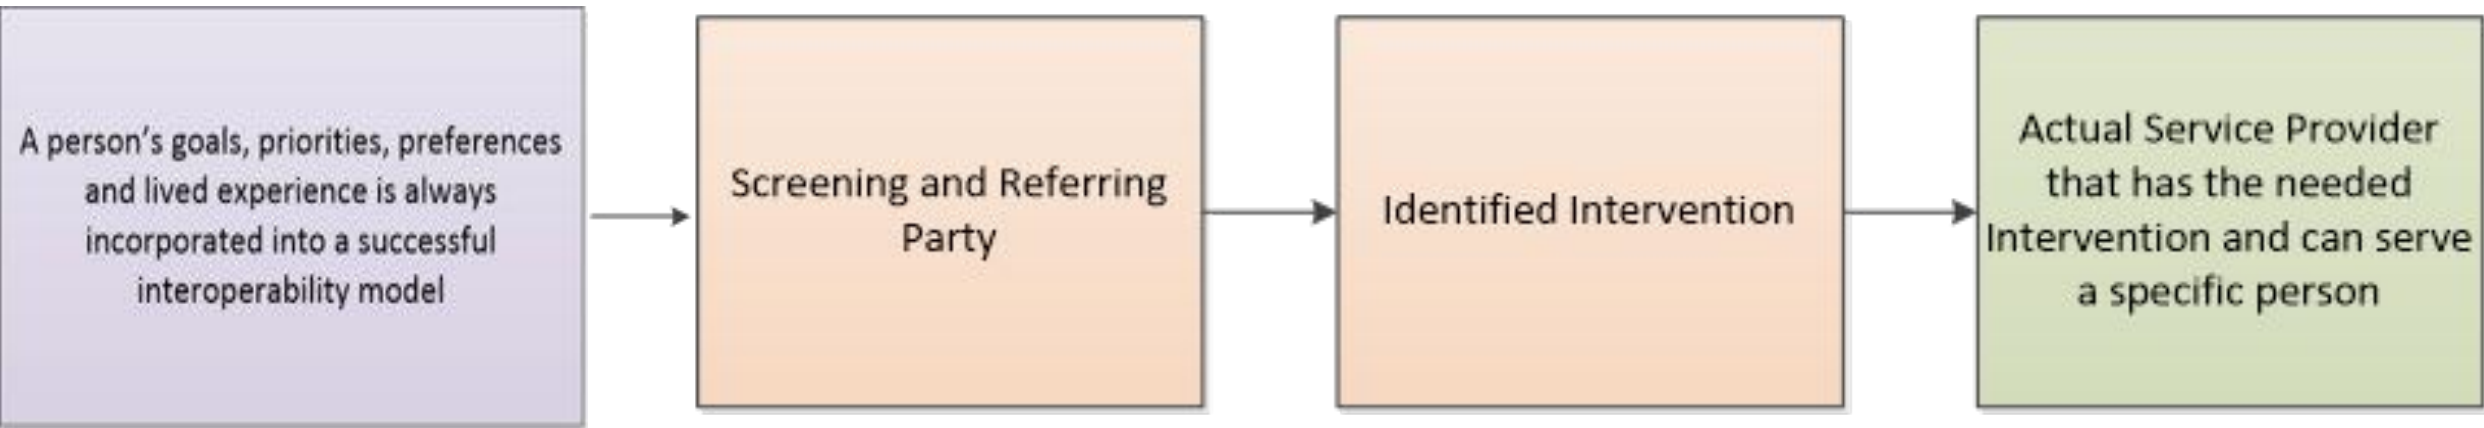 A person's goals, priorities, preferences
and lived experience is always
incorporated into a successful
interoperability model
Screening and Referring
Party
Identified Intervention
Actual Service Provider
that has the needed
Intervention and can serve
a specific person